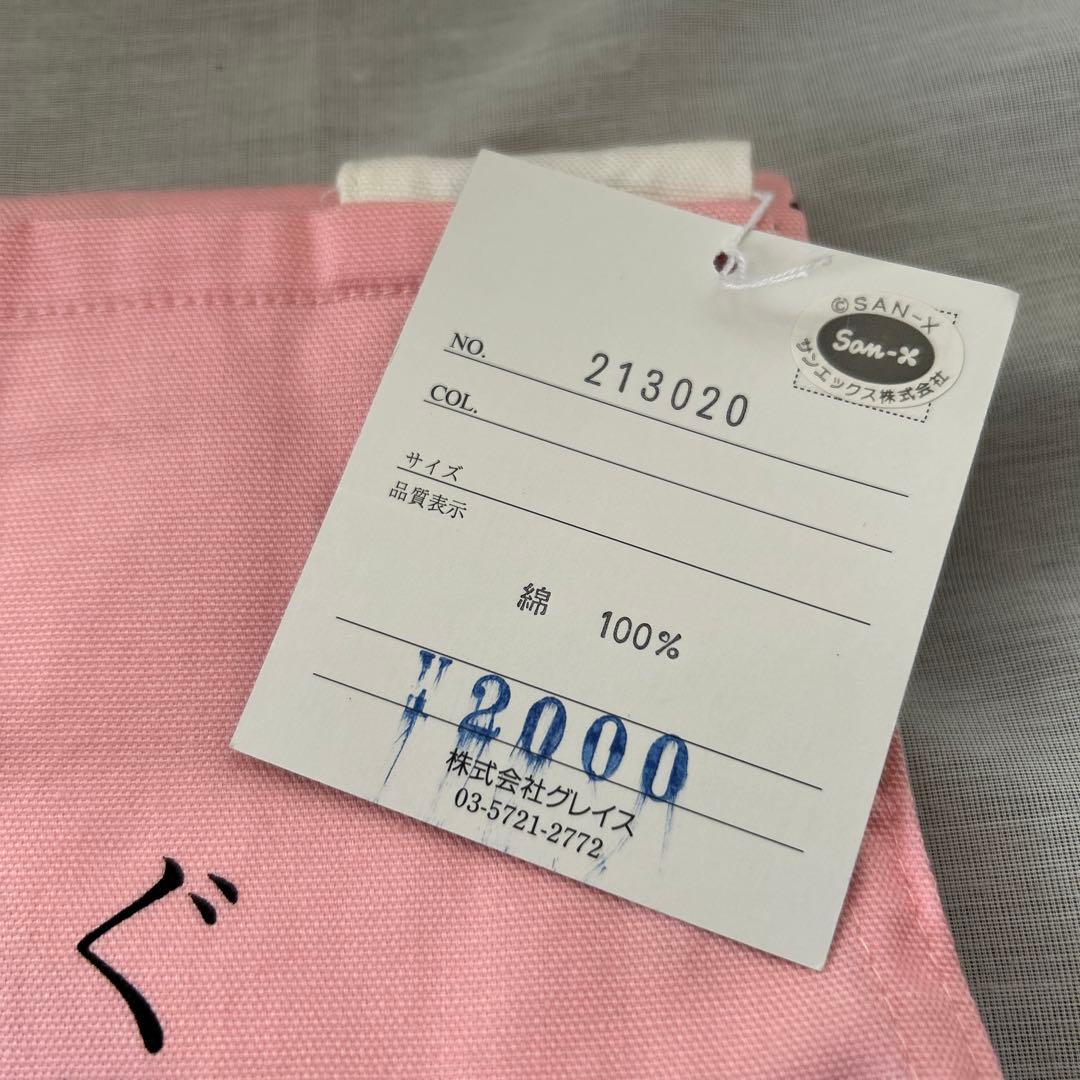 ©SAN-X
San-X
サンエックス株式会社
NO. 213020
COL.
サイズ
品質表示
綿 100%
¥2000
株式会社グレイス
03-5721-2772
ぐ